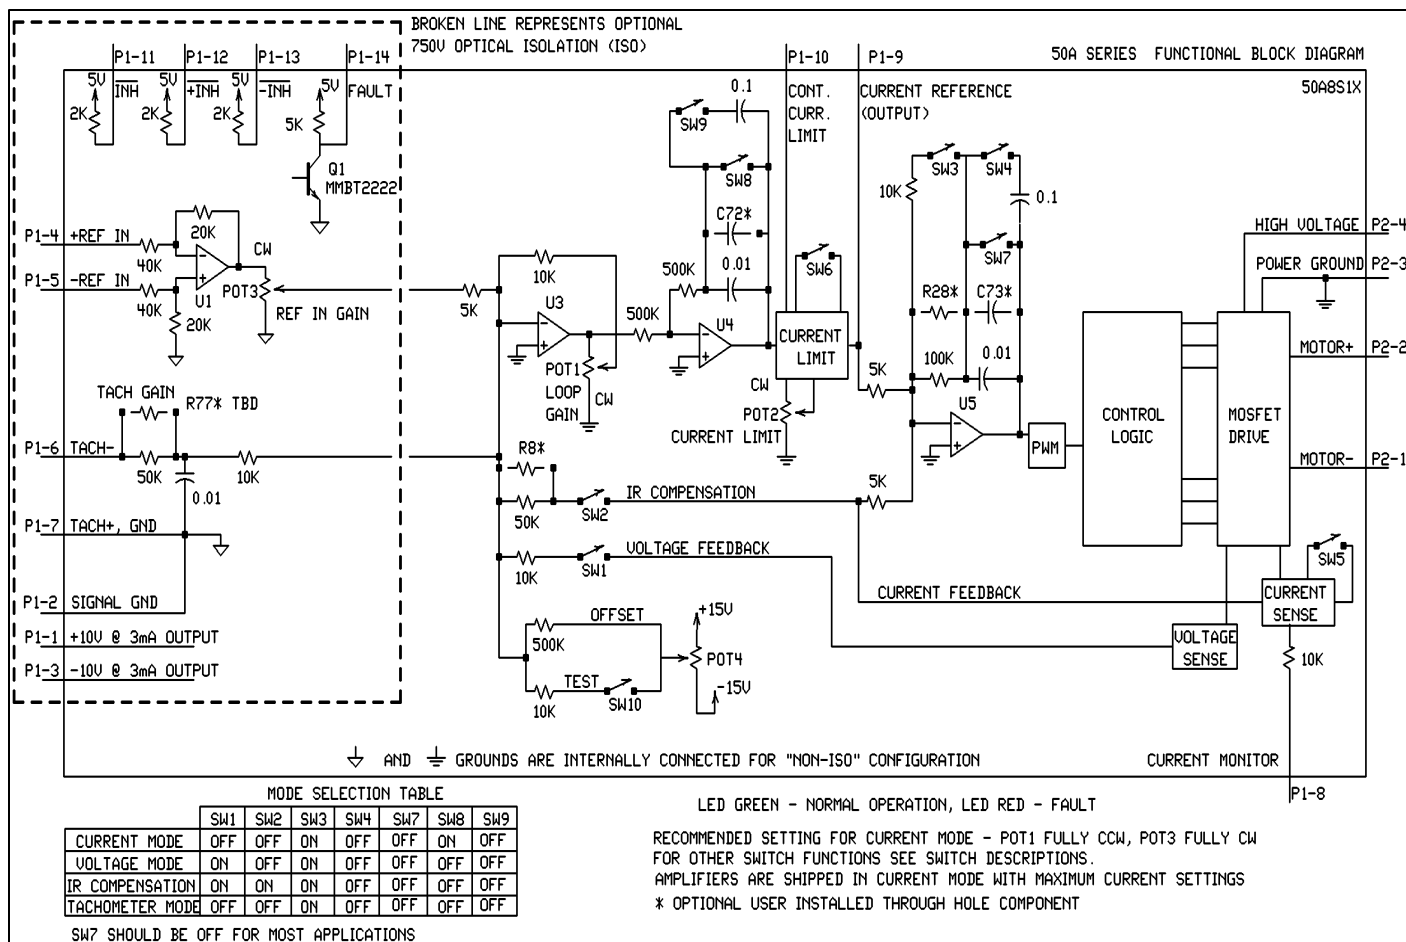 BROKEN LINE REPRESENTS OPTIONAL
750V OPTICAL ISOLATION (ISO)
50A SERIES FUNCTIONAL BLOCK DIAGRAM
50A8S1X
P1-11
P1-12
P1-13
P1-14
P1-10
P1-9
5V
5V
5V
5V
INH
+INH
-INH
FAULT
2K
2K
2K
5K
Q1
MMBT2222
CONT.
CURR.
LIMIT
CURRENT REFERENCE
(OUTPUT)
0.1
SW9
SW8
C72*
0.01
500K
SW6
SW3
SW4
10K
0.1
SW7
R28*
C73*
100K
0.01
P1-4
+REF IN
20K
40K
CW
P1-5
-REF IN
40K
U1
20K
POT3
REF IN GAIN
5K
10K
U3
500K
U4
POT1
LOOP
GAIN
CW
CURRENT
LIMIT
CW
POT2
CURRENT LIMIT
5K
U5
PWM
CONTROL
LOGIC
MOSFET
DRIVE
HIGH VOLTAGE
P2-4
POWER GROUND
P2-3
MOTOR+
P2-2
MOTOR-
P2-1
TACH GAIN
R77* TBD
P1-6
TACH-
50K
10K
0.01
P1-7
TACH+, GND
P1-2
SIGNAL GND
P1-1
+10V @ 3mA OUTPUT
P1-3
-10V @ 3mA OUTPUT
R8*
50K
SW2
IR COMPENSATION
5K
10K
SW1
VOLTAGE FEEDBACK
CURRENT FEEDBACK
SW5
CURRENT
SENSE
VOLTAGE
SENSE
10K
OFFSET
500K
TEST
10K
SW10
+15V
POT4
-15V
AND
GROUNDS ARE INTERNALLY CONNECTED FOR "NON-ISO" CONFIGURATION
CURRENT MONITOR
P1-8
MODE SELECTION TABLE
SW1 SW2 SW3 SW4 SW7 SW8 SW9
CURRENT MODE OFF OFF ON OFF OFF ON OFF
VOLTAGE MODE ON OFF ON OFF OFF OFF OFF
IR COMPENSATION ON ON ON OFF OFF OFF OFF
TACHOMETER MODE OFF OFF ON OFF OFF OFF OFF
SW7 SHOULD BE OFF FOR MOST APPLICATIONS
LED GREEN - NORMAL OPERATION, LED RED - FAULT
RECOMMENDED SETTING FOR CURRENT MODE - POT1 FULLY CCW, POT3 FULLY CW
FOR OTHER SWITCH FUNCTIONS SEE SWITCH DESCRIPTIONS.
AMPLIFIERS ARE SHIPPED IN CURRENT MODE WITH MAXIMUM CURRENT SETTINGS
* OPTIONAL USER INSTALLED THROUGH HOLE COMPONENT